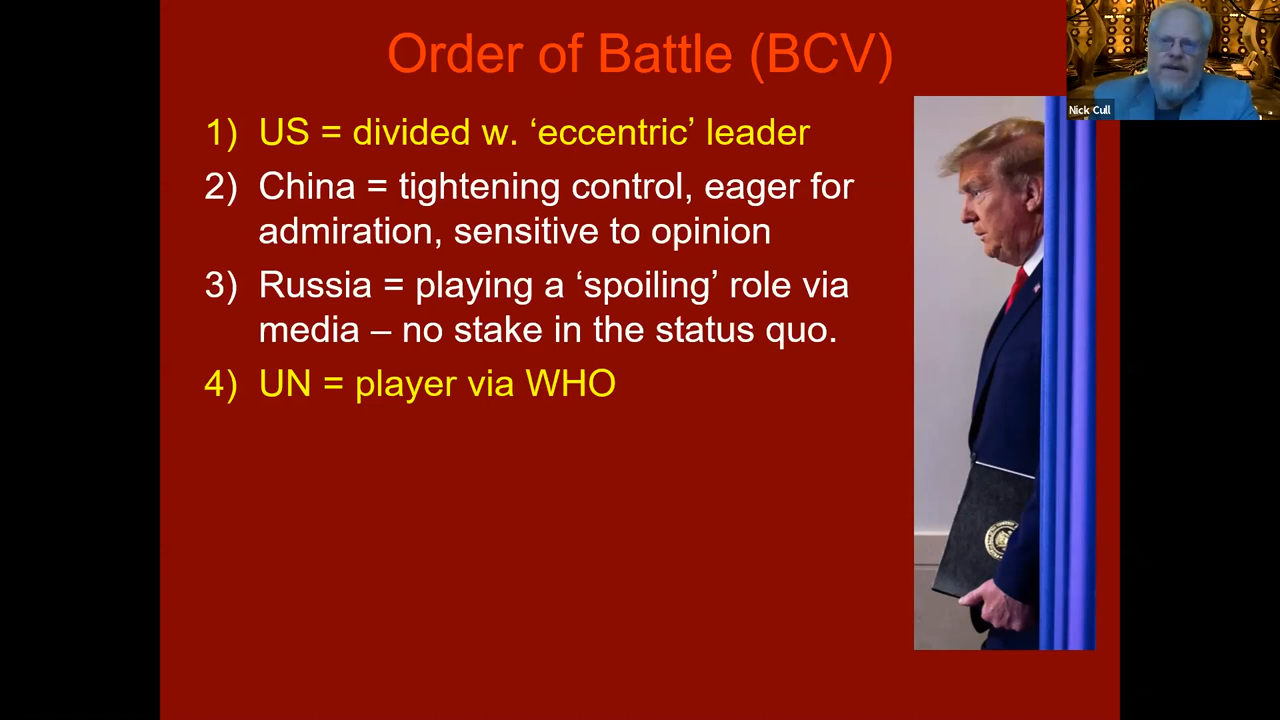 Order of Battle (BCV)
Nick Cull
1) US = divided w. ‘eccentric’ leader
2) China = tightening control, eager for
admiration, sensitive to opinion
3) Russia = playing a ‘spoiling’ role via
media – no stake in the status quo.
4) UN = player via WHO